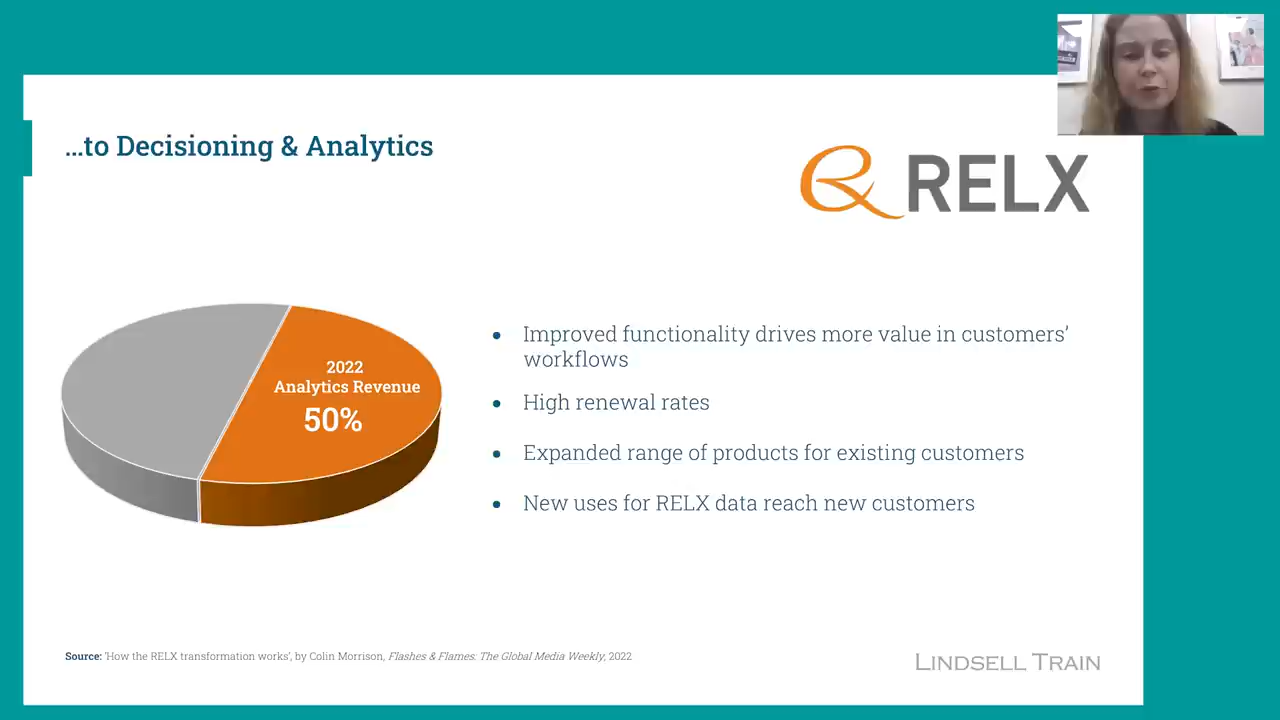 ...to Decisioning & Analytics
RELX
2022
Analytics Revenue
50%
• Improved functionality drives more value in customers’
workflows
• High renewal rates
• Expanded range of products for existing customers
• New uses for RELX data reach new customers
Source: 'How the RELX transformation works', by Colin Morrison, Flashes & Flames: The Global Media Weekly, 2022
LINDSELL TRAIN